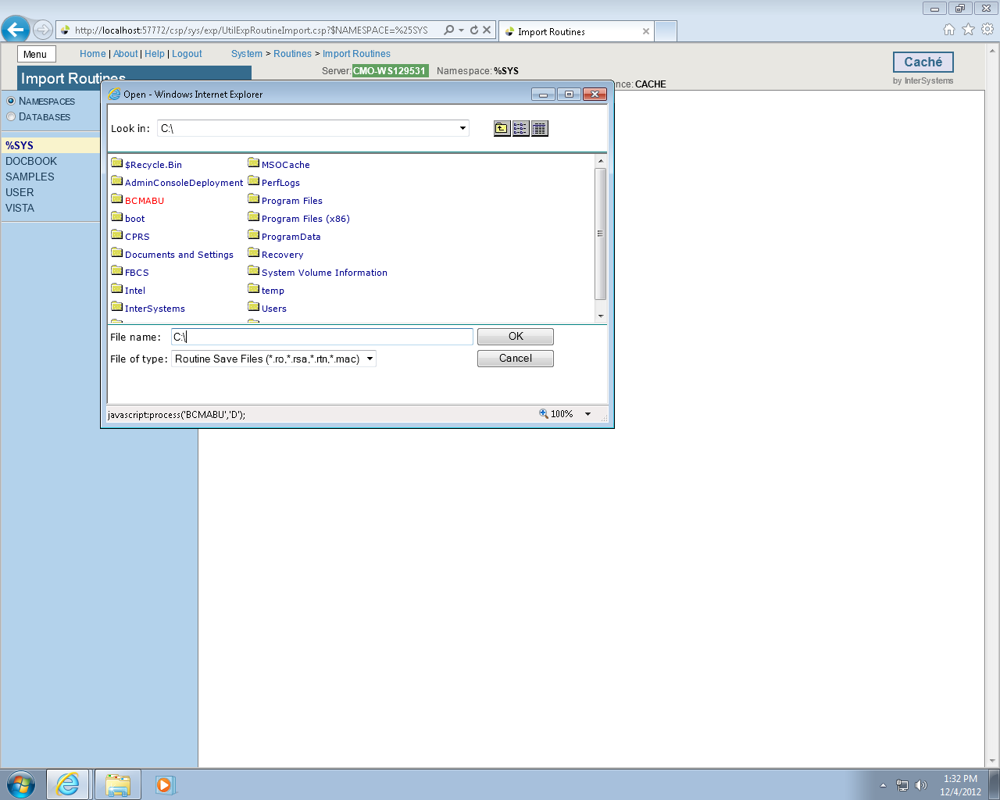 http://localhost:57772/csp/sys/exp/UtilExpRoutineImport.csp?$NAMESPACE=%25SYS
Import Routines
Menu
Home | About | Help | Logout
System > Routines > Import Routines
Server: CMO-WS129531 Namespace: %SYS
nce: CACHE
Caché
by InterSystems
Import Routines
NAMESPACES
DATABASES
%SYS
DOCBOOK
SAMPLES
USER
VISTA
Open - Windows Internet Explorer
Look in: C:\
$Recycle.Bin
AdminConsoleDeployment
BCMABU
boot
CPRS
Documents and Settings
FBCS
Intel
InterSystems
MSOCache
PerfLogs
Program Files
Program Files (x86)
ProgramData
Recovery
System Volume Information
temp
Users
File name: C:\
OK
File of type: Routine Save Files (*.ro,*.rsa,*.rtn,*.mac)
Cancel
javascript:process('BCMABU','D');
100%
1:32 PM
12/4/2012